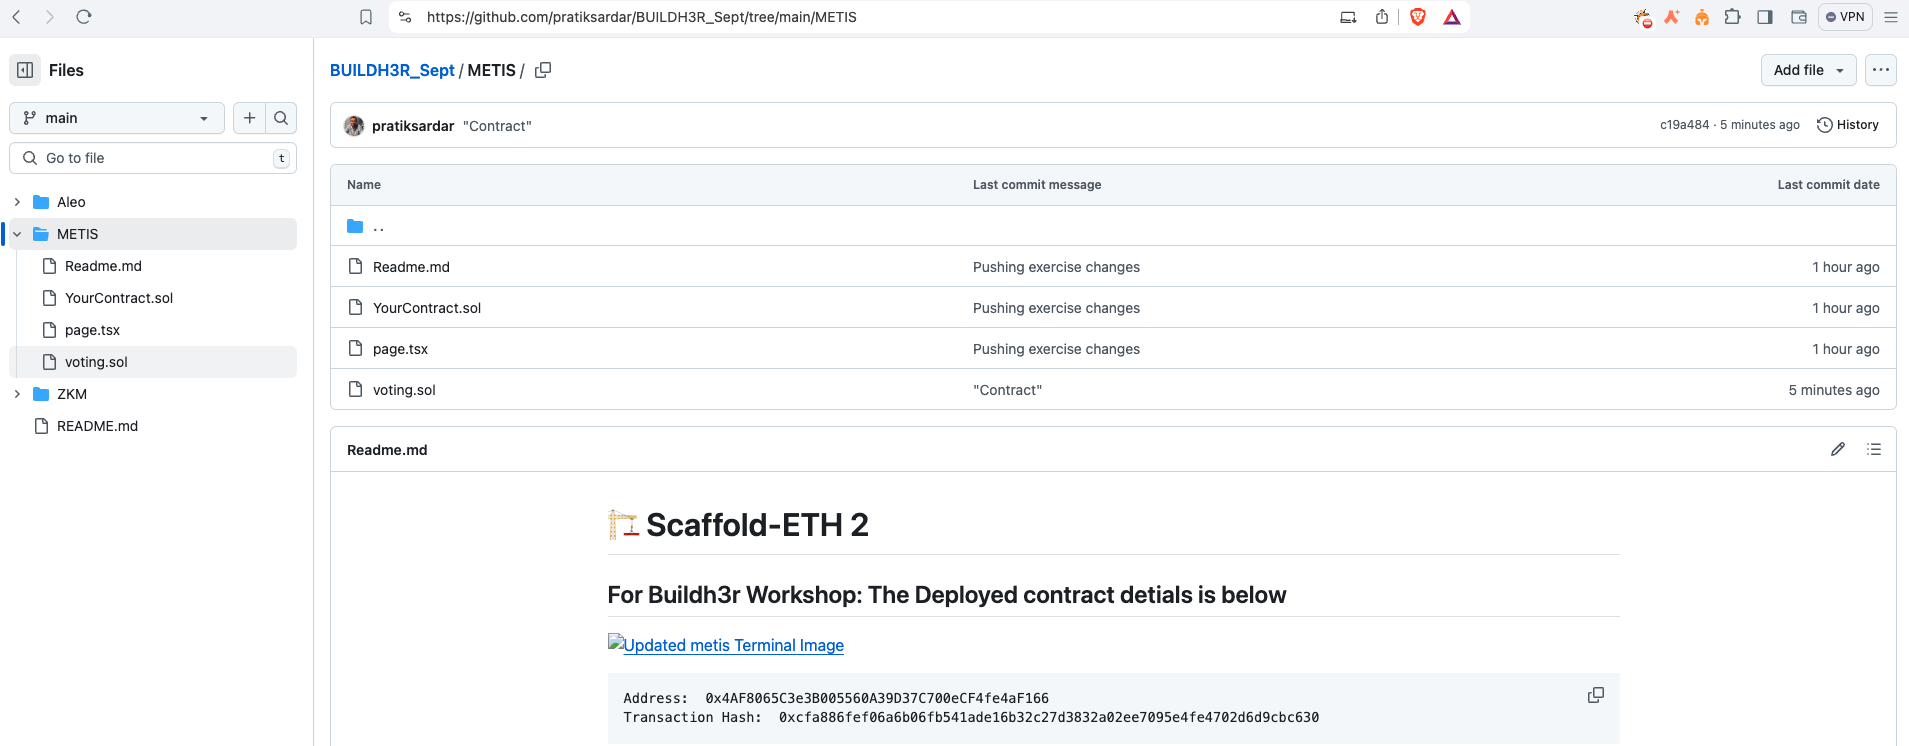 https://github.com/pratiksardar/BUILDH3R_Sept/tree/main/METIS
VPN
Files
main
Go to file
t
Aleo
METIS
Readme.md
YourContract.sol
page.tsx
voting.sol
ZKM
README.md
BUILDH3R_Sept / METIS /
Add file
pratiksardar "Contract"
c19a484 · 5 minutes ago
History
Name Last commit message Last commit date
..
Readme.md Pushing exercise changes 1 hour ago
YourContract.sol Pushing exercise changes 1 hour ago
page.tsx Pushing exercise changes 1 hour ago
voting.sol "Contract" 5 minutes ago
Readme.md
Scaffold-ETH 2
For Buildh3r Workshop: The Deployed contract detials is below
Updated metis Terminal Image
Address: 0x4AF8065C3e3B005560A39D37C700eCF4fe4aF166
Transaction Hash: 0xcfa886fef06a6b06fb541ade16b32c27d3832a02ee7095e4fe4702d6d9cbc630